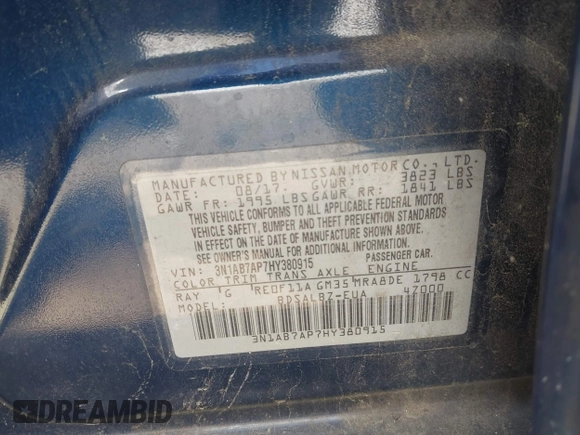 MANUFACTURED BY NISSAN MOTOR CO., LTD.
DATE: 08/17 GVWR: 3823 LBS
GAWR FR: 1995 LBS GAWR RR: 1841 LBS
THIS VEHICLE CONFORMS TO ALL APPLICABLE FEDERAL MOTOR
VEHICLE SAFETY, BUMPER AND THEFT PREVENTION STANDARDS
IN EFFECT ON THE DATE OF MANUFACTURE SHOWN ABOVE.
SEE OWNER'S MANUAL FOR ADDITIONAL INFORMATION.
VIN: 3N1AB7AP7HY380915 PASSENGER CAR.
COLOR TRIM TRANS AXLE ENGINE
RAY G RE0F11A GM35 MRA8DE 1798 CC
MODEL: BDSALBZ-EUA 47000
3N1AB7AP7HY380915
DREAMBID